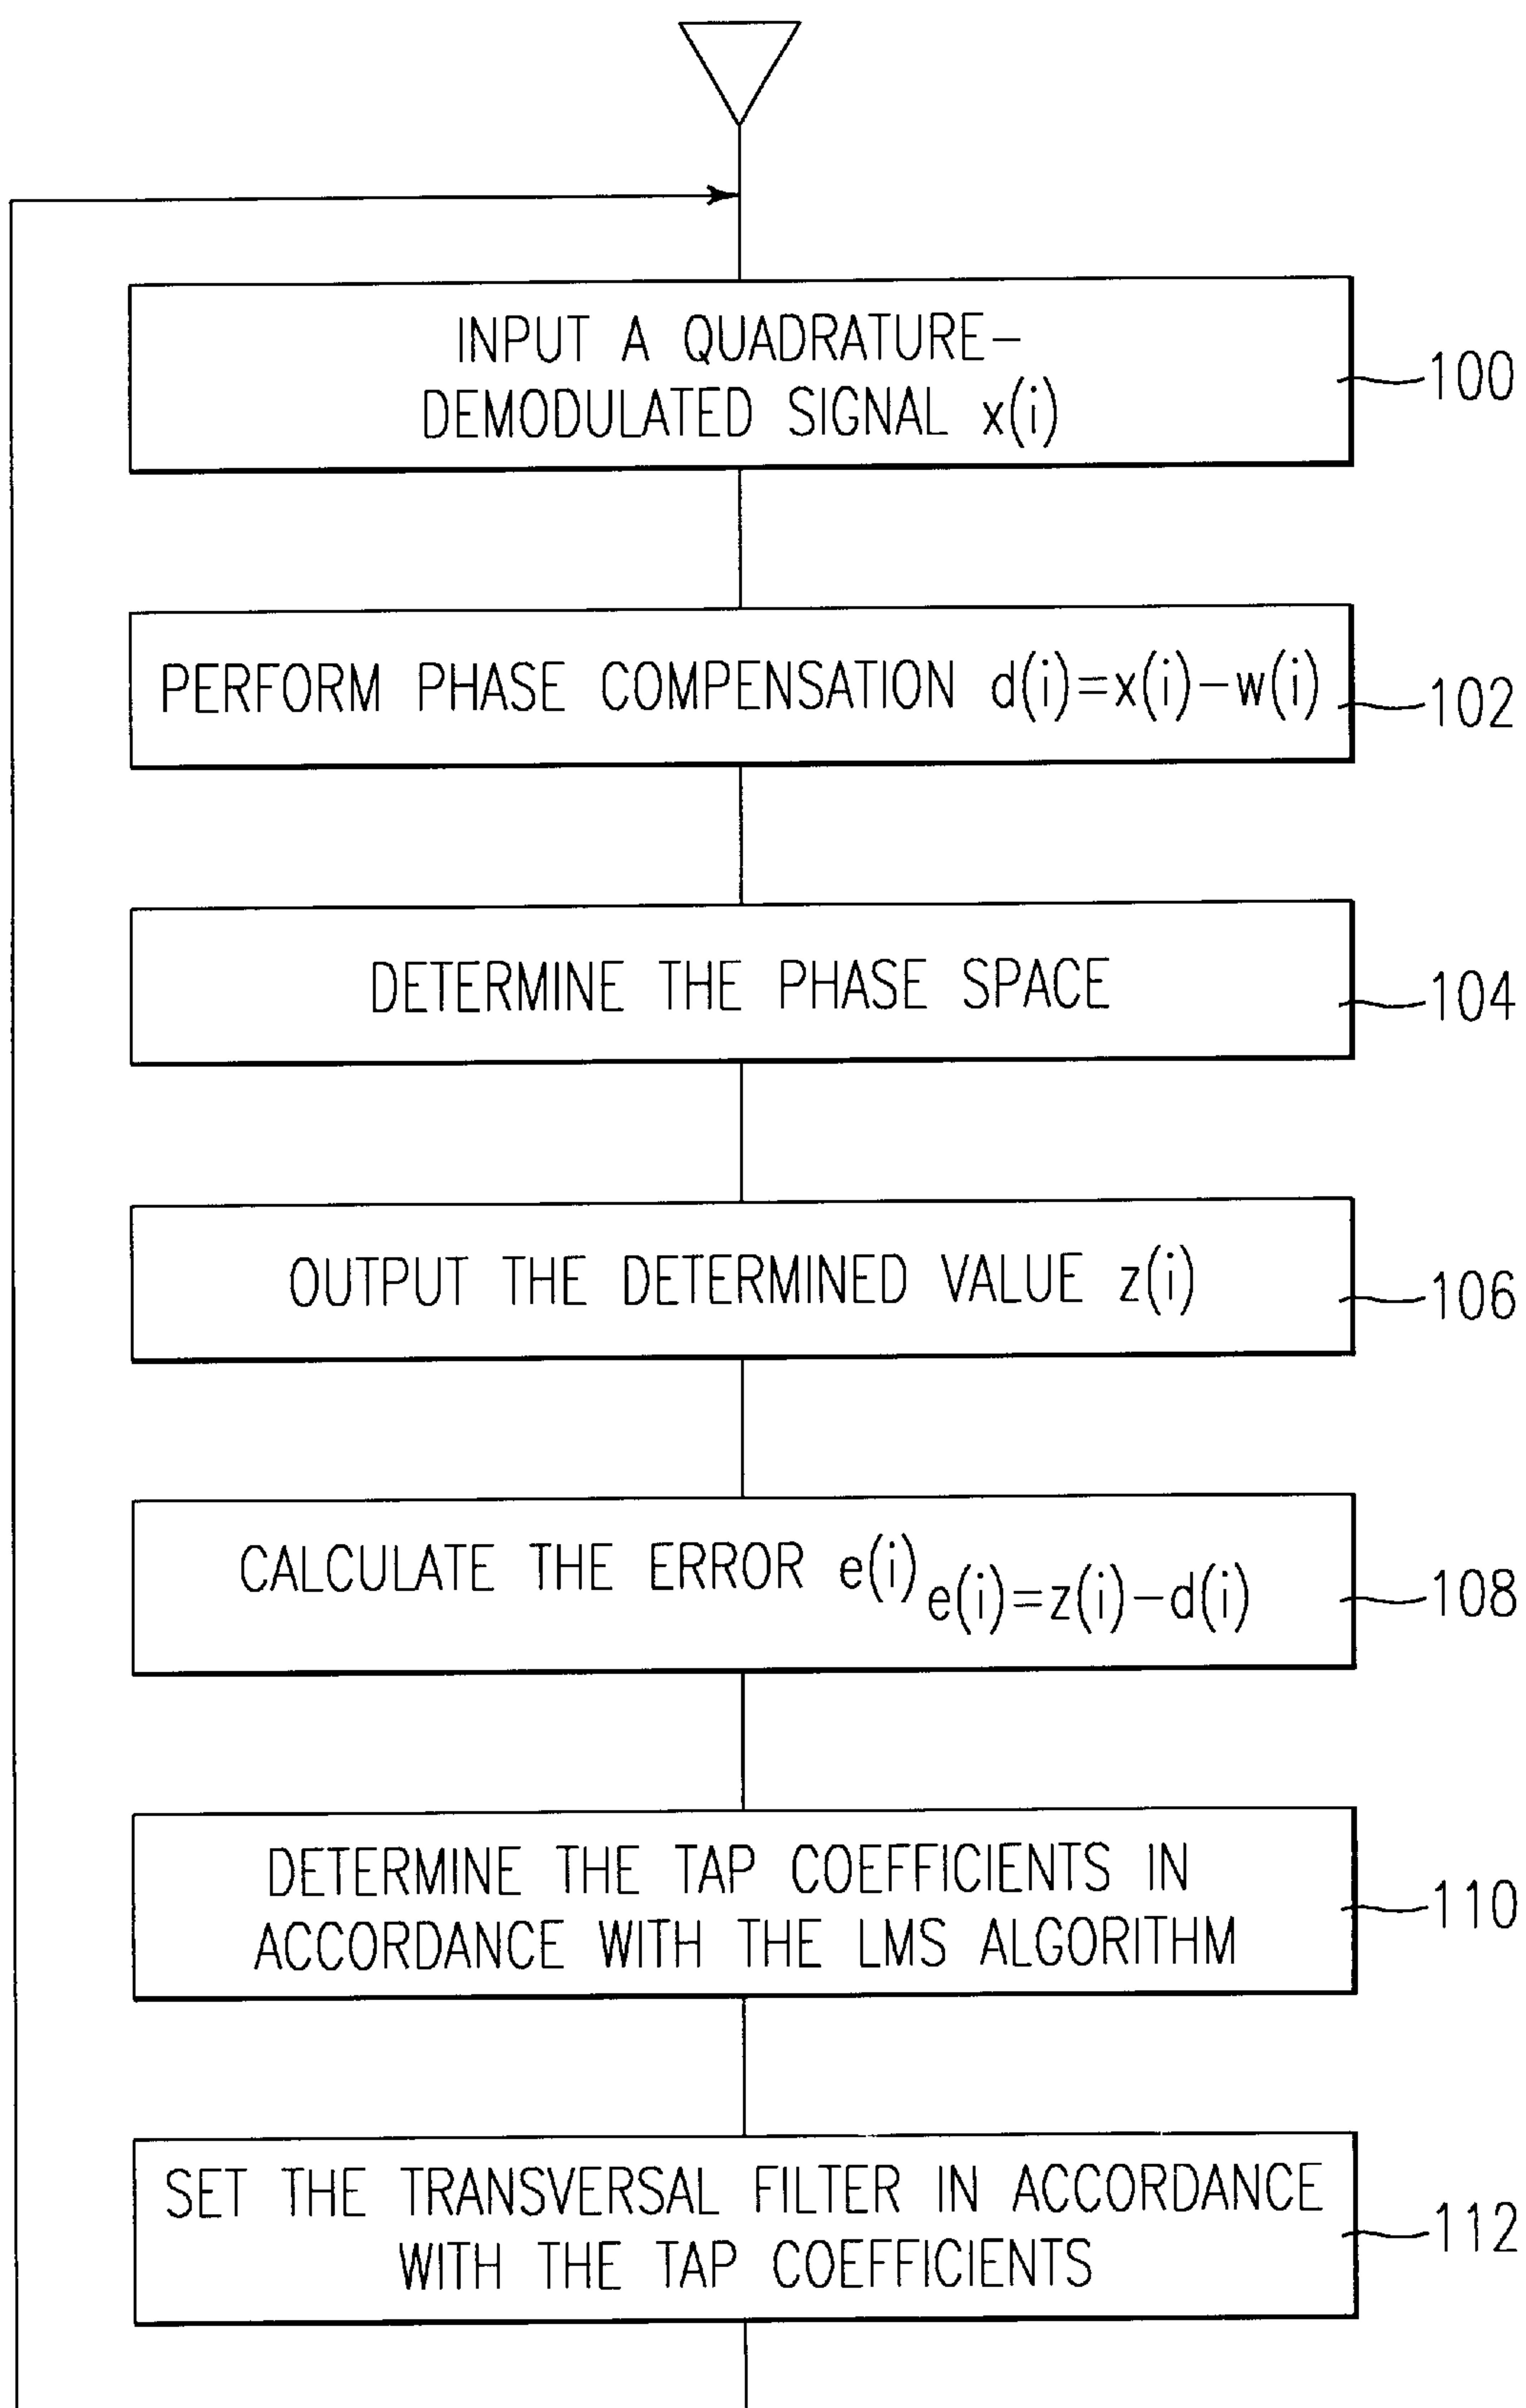 INPUT A QUADRATURE-
DEMODULATED SIGNAL x(i)
100
PERFORM PHASE COMPENSATION d(i)=x(i)-w(i)
102
DETERMINE THE PHASE SPACE
104
OUTPUT THE DETERMINED VALUE z(i)
106
CALCULATE THE ERROR e(i) e(i)=z(i)-d(i)
108
DETERMINE THE TAP COEFFICIENTS IN
ACCORDANCE WITH THE LMS ALGORITHM
110
SET THE TRANSVERSAL FILTER IN ACCORDANCE
WITH THE TAP COEFFICIENTS
112